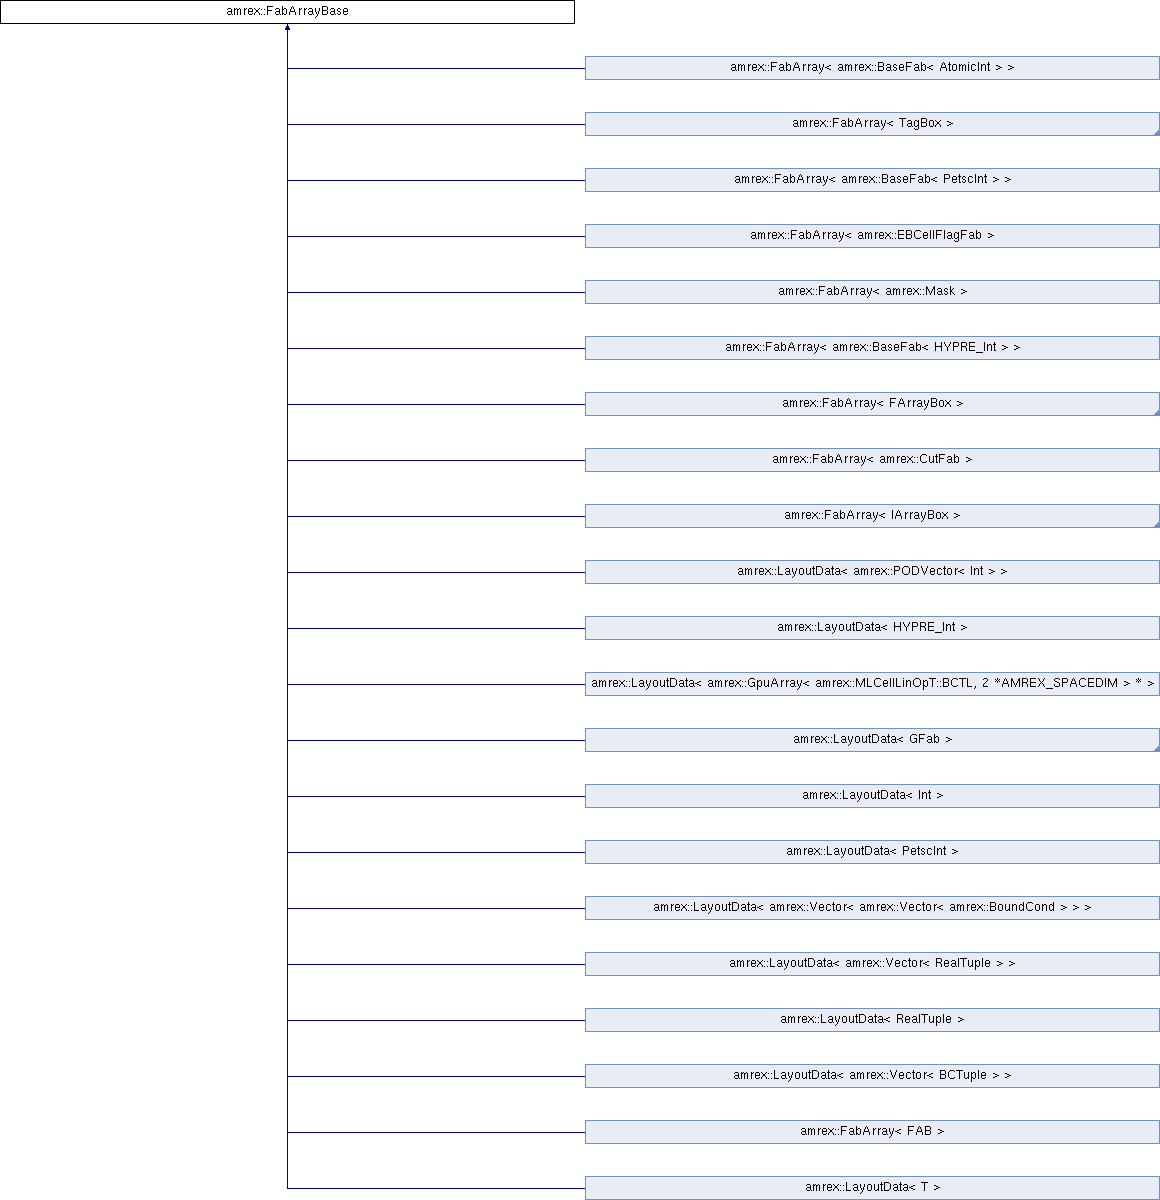 amrex::FabArrayBase
amrex::FabArray< amrex::BaseFab< AtomicInt > >
amrex::FabArray< TagBox >
amrex::FabArray< amrex::BaseFab< PetscInt > >
amrex::FabArray< amrex::EBCellFlagFab >
amrex::FabArray< amrex::Mask >
amrex::FabArray< amrex::BaseFab< HYPRE_Int > >
amrex::FabArray< FArrayBox >
amrex::FabArray< amrex::CutFab >
amrex::FabArray< IArrayBox >
amrex::LayoutData< amrex::PODVector< Int > >
amrex::LayoutData< HYPRE_Int >
amrex::LayoutData< amrex::GpuArray< amrex::MLCellLinOpT::BCTL, 2 *AMREX_SPACEDIM > * >
amrex::LayoutData< GFab >
amrex::LayoutData< Int >
amrex::LayoutData< PetscInt >
amrex::LayoutData< amrex::Vector< amrex::Vector< amrex::BoundCond > > >
amrex::LayoutData< amrex::Vector< RealTuple > >
amrex::LayoutData< RealTuple >
amrex::LayoutData< amrex::Vector< BCTuple > >
amrex::FabArray< FAB >
amrex::LayoutData< T >